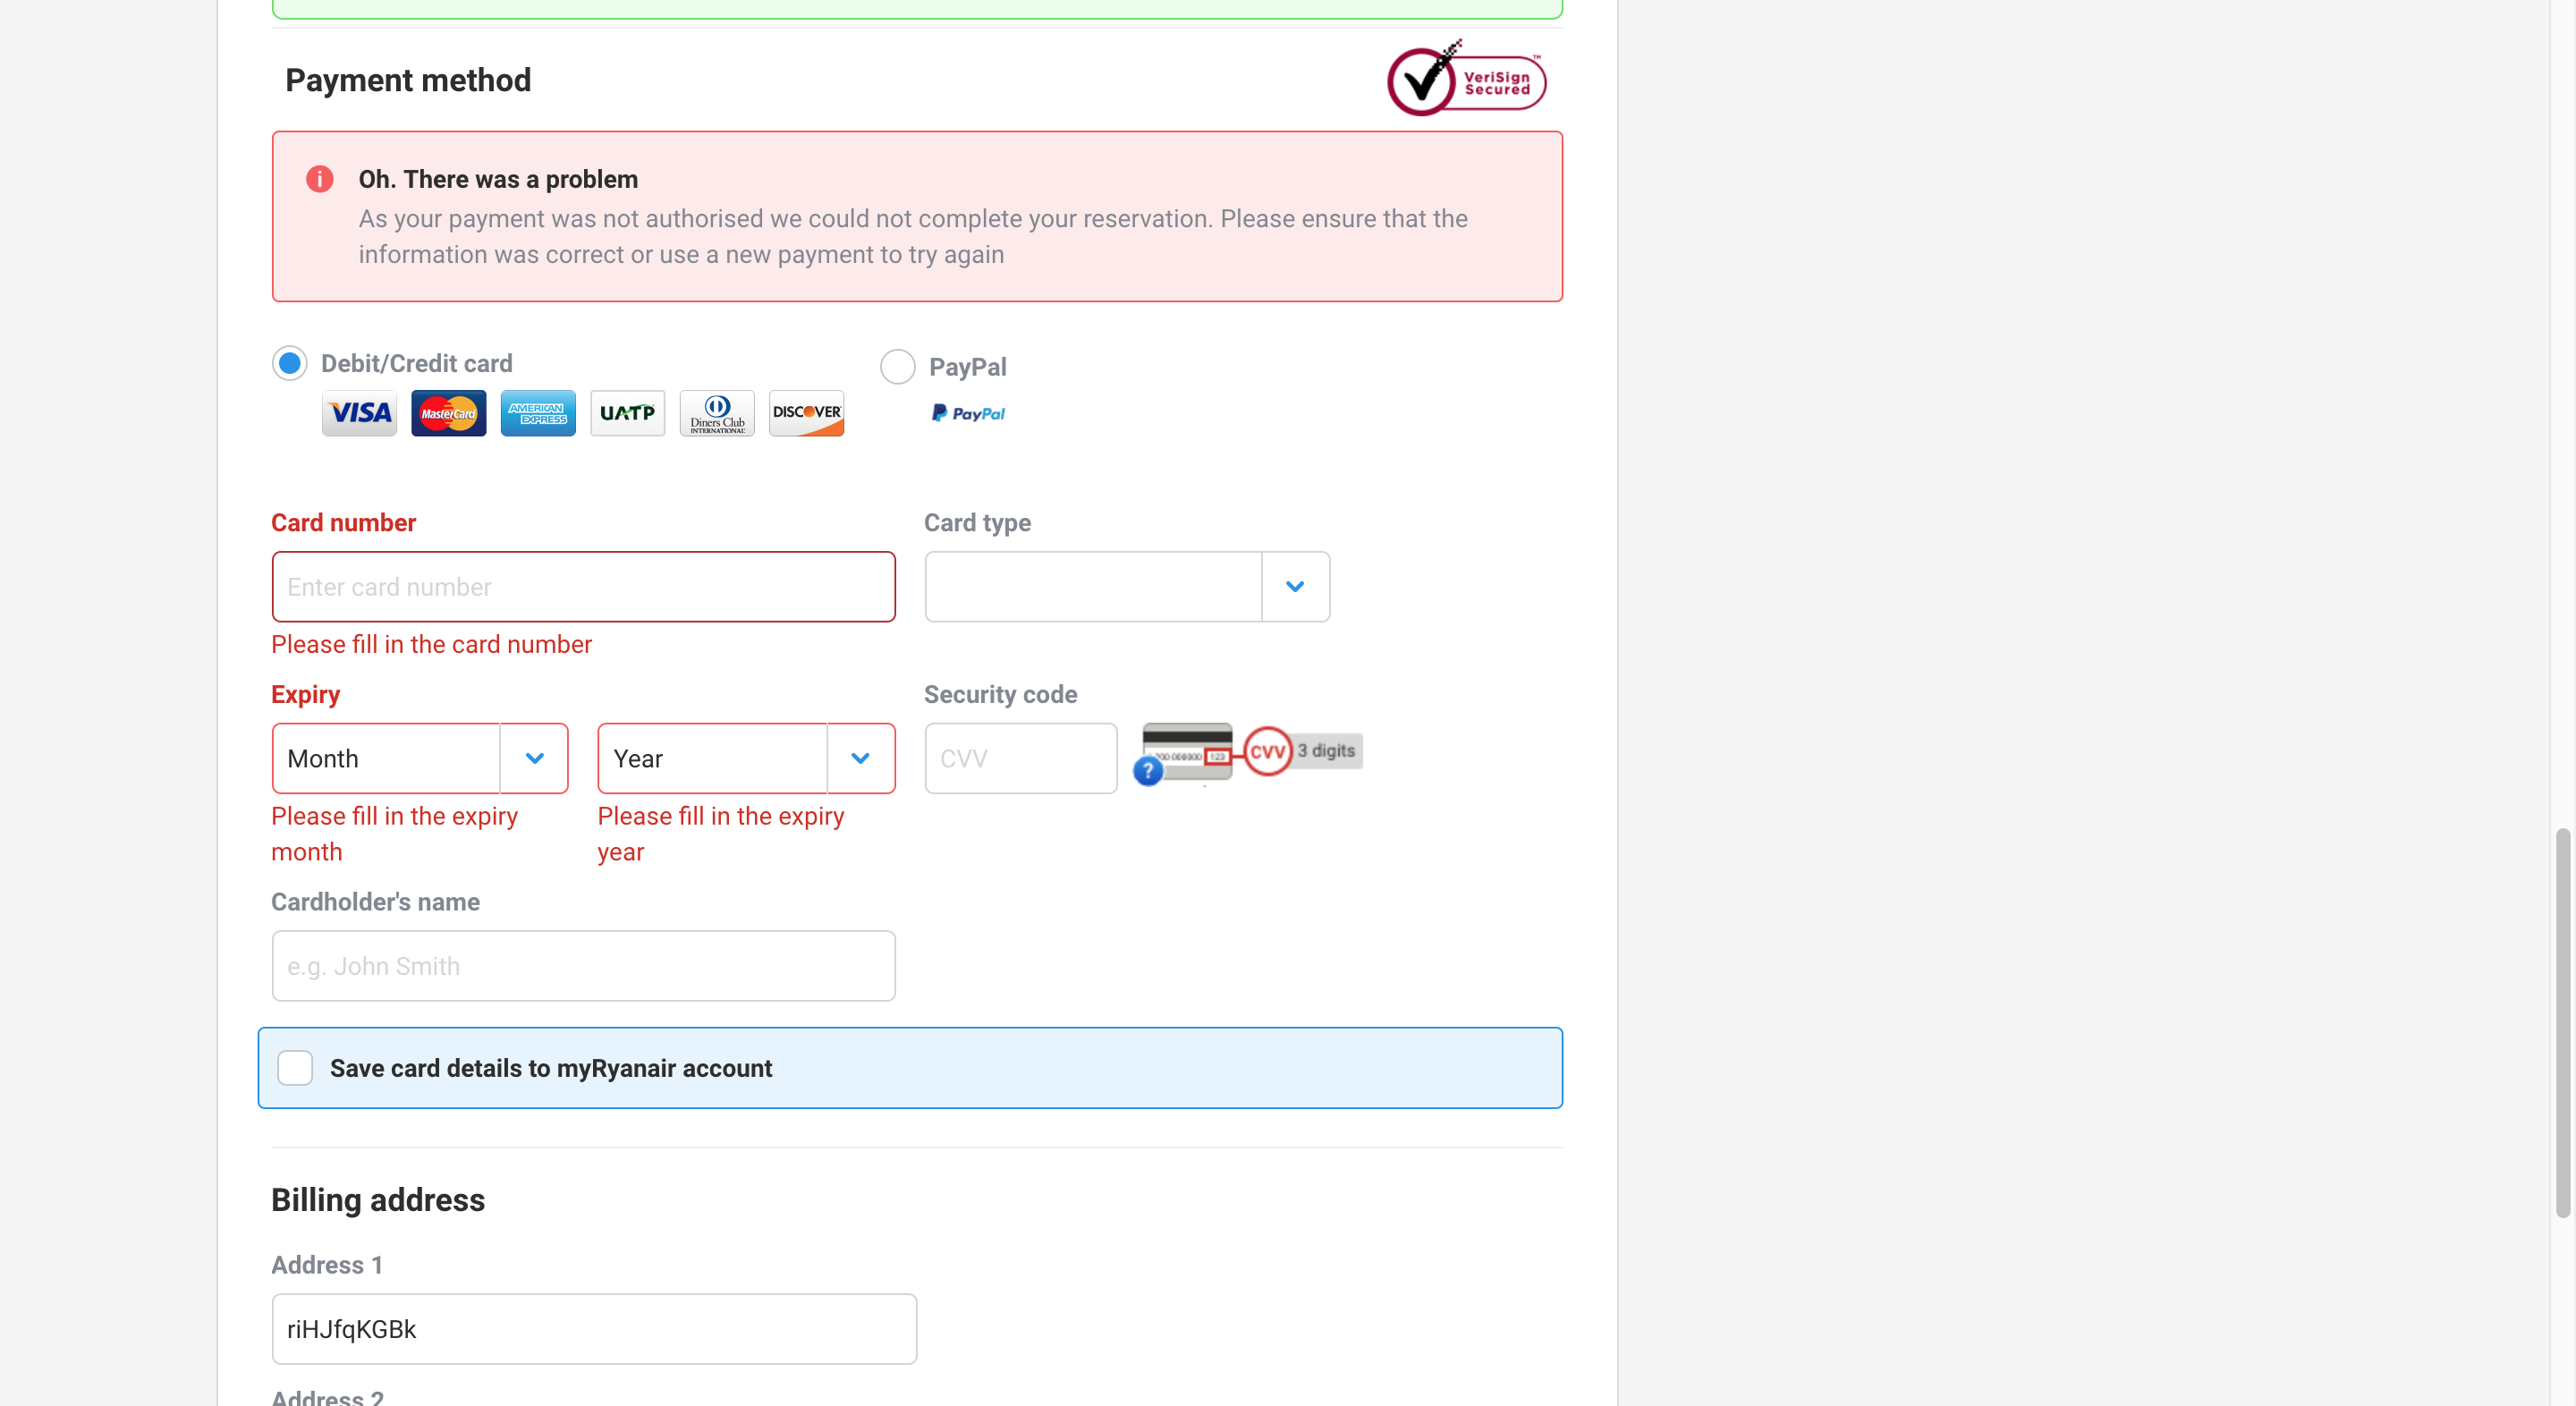 Payment method
VeriSign
Secured
™
Oh. There was a problem
As your payment was not authorised we could not complete your reservation. Please ensure that the
information was correct or use a new payment to try again
Debit/Credit card
PayPal
VISA
MasterCard
AMERICAN
EXPRESS
UATP
Diners Club
INTERNATIONAL
DISCOVER
PayPal
Card number
Card type
Enter card number
Please fill in the card number
Expiry
Security code
Month
Year
CVV
123
CVV
3 digits
?
Please fill in the expiry
month
Please fill in the expiry
year
Cardholder's name
e.g. John Smith
Save card details to myRyanair account
Billing address
Address 1
riHJfqKGBk
Address 2